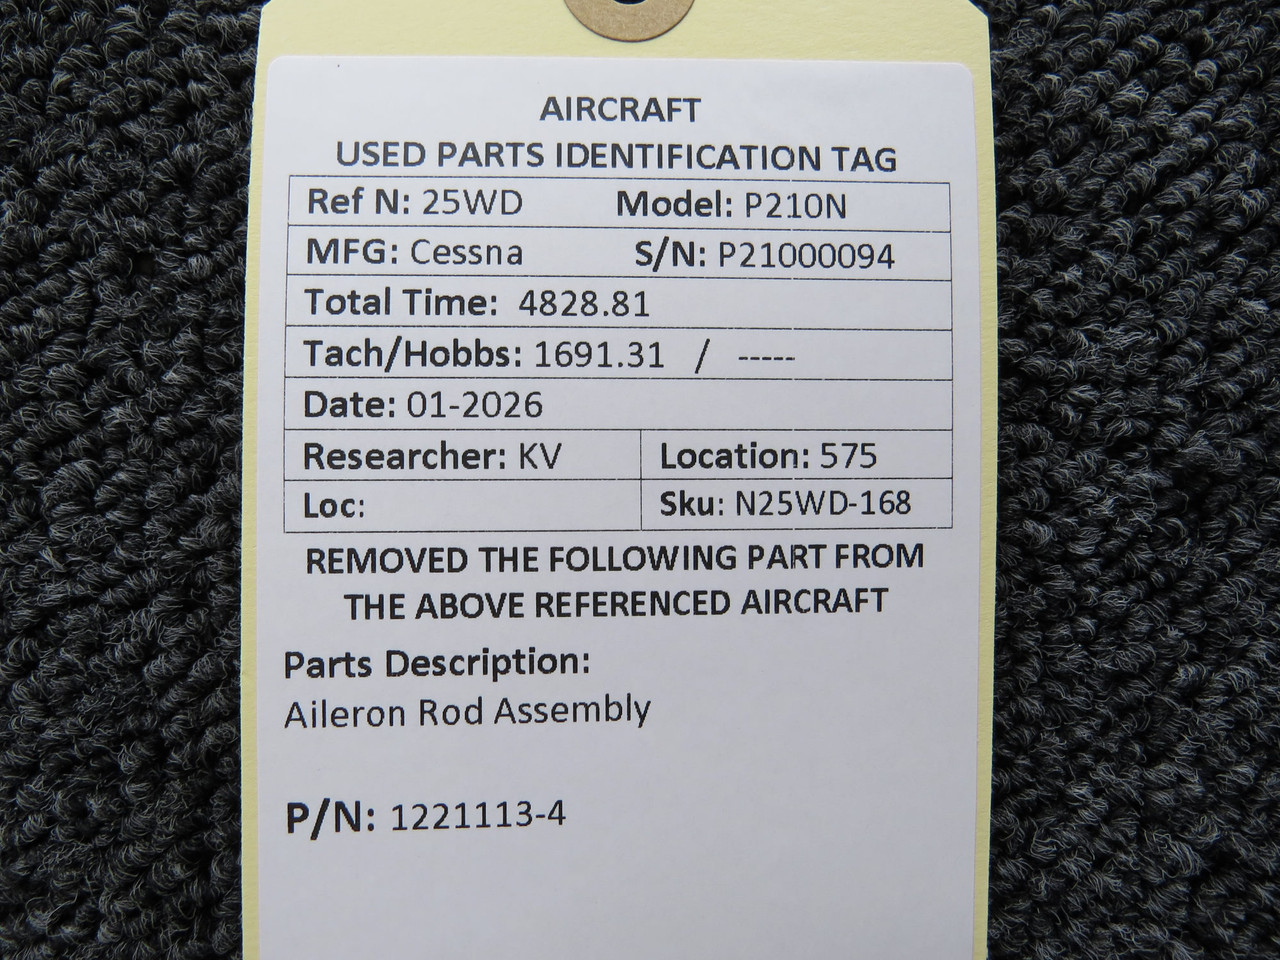 AIRCRAFT
USED PARTS IDENTIFICATION TAG
Ref N: 25WD Model: P210N
MFG: Cessna S/N: P21000094
Total Time: 4828.81
Tach/Hobbs: 1691.31 / -----
Date: 01-2026
Researcher: KV Location: 575
Loc: Sku: N25WD-168
REMOVED THE FOLLOWING PART FROM
THE ABOVE REFERENCED AIRCRAFT
Parts Description:
Aileron Rod Assembly
P/N: 1221113-4